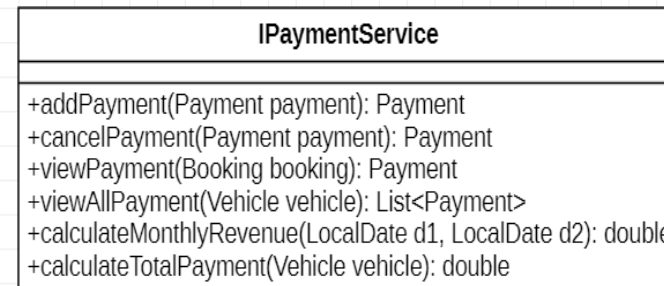 IPaymentService
+addPayment(Payment payment): Payment
+cancelPayment(Payment payment): Payment
+viewPayment(Booking booking): Payment
+viewAllPayment(Vehicle vehicle): List<Payment>
+calculateMonthlyRevenue(LocalDate d1, LocalDate d2): double
+calculateTotalPayment(Vehicle vehicle): double